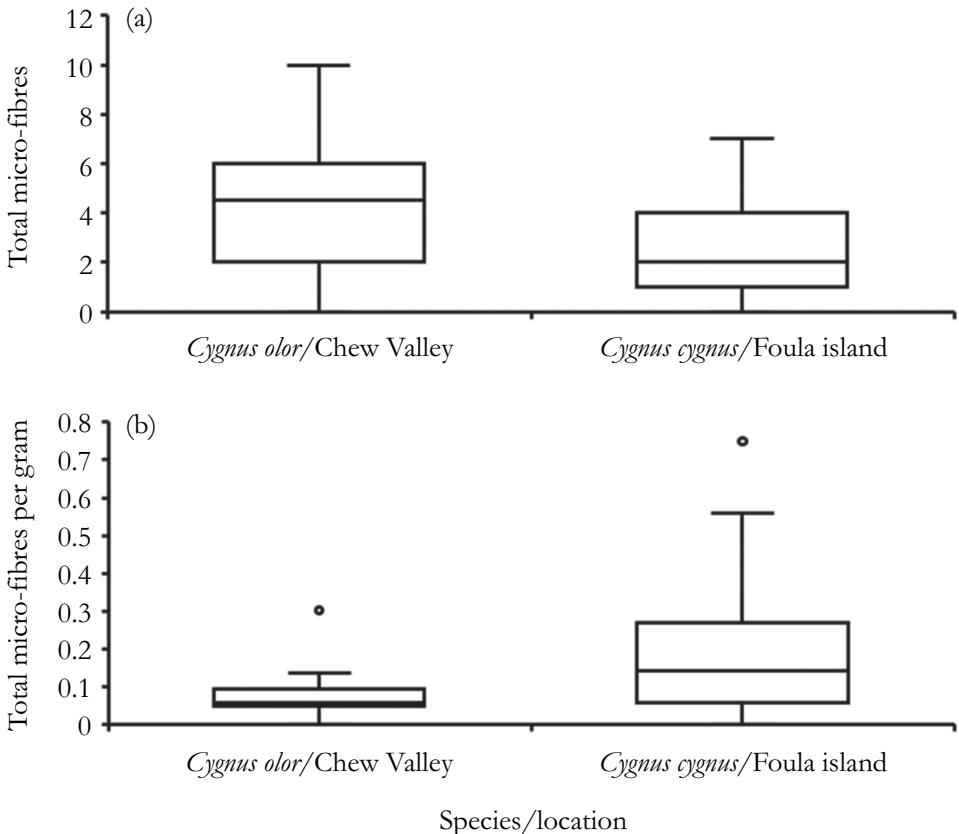 (a)
Total micro-fibres
12
10
8
6
4
2
0
Cygnus olor/Chew Valley
Cygnus cygnus/Foula island
(b)
Total micro-fibres per gram
0.8
0.7
0.6
0.5
0.4
0.3
0.2
0.1
0
Cygnus olor/Chew Valley
Cygnus cygnus/Foula island
Species/location